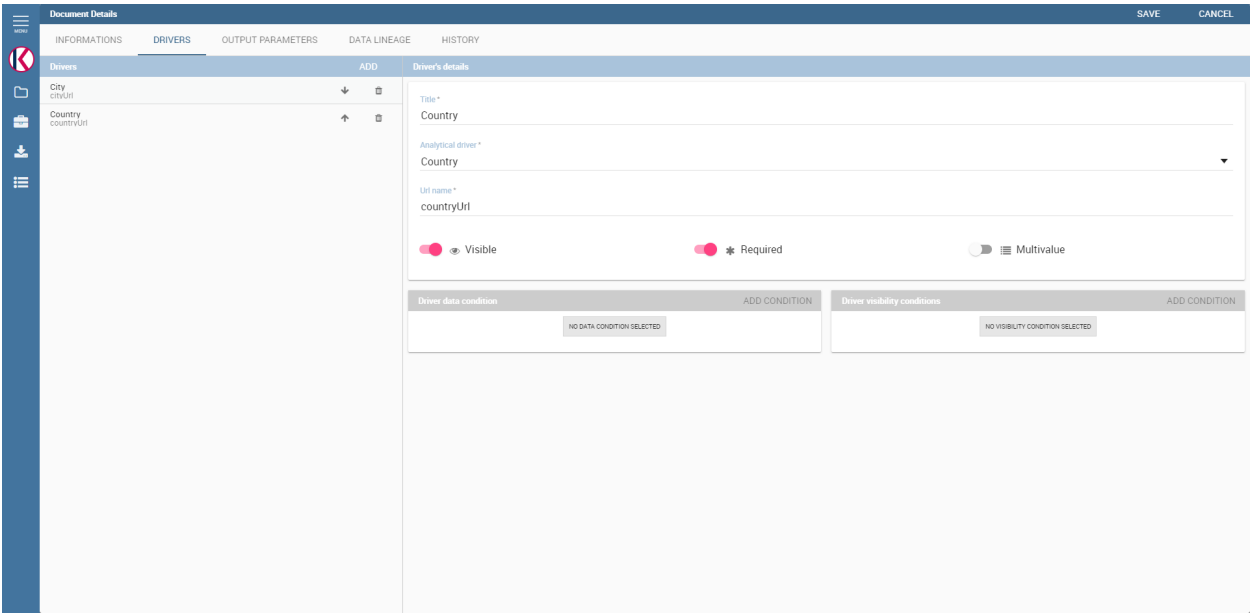 Document Details SAVE CANCEL
MENU
INFORMATIONS DRIVERS OUTPUT PARAMETERS DATA LINEAGE HISTORY
Drivers ADD
Driver's details
City
cityUrl
Country
countryUrl
Title *
Country
Analytical driver *
Country
Url name *
countryUrl
Visible Required Multivalue
Driver data condition ADD CONDITION
NO DATA CONDITION SELECTED
Driver visibility conditions ADD CONDITION
NO VISIBILITY CONDITION SELECTED